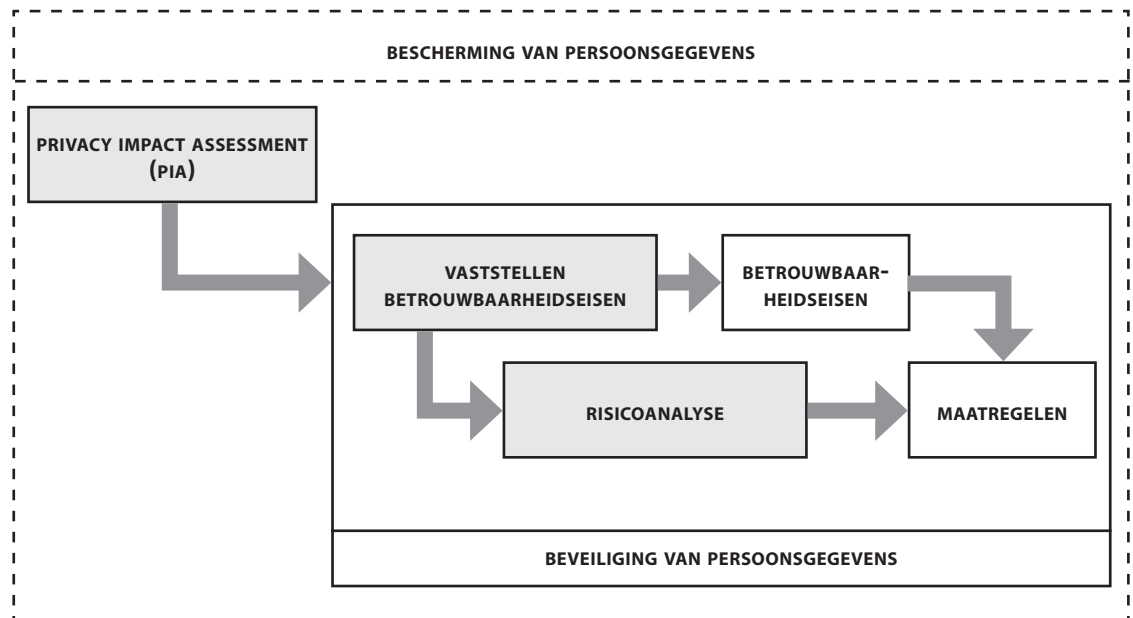 BESCHERMING VAN PERSOONSGEGEVENS
PRIVACY IMPACT ASSESSMENT
(PIA)
VASTSTELLEN
BETROUWBAARHEIDSEISEN
BETROUWBAAR-
HEIDSEISEN
RISICOANALYSE
MAATREGELEN
BEVEILIGING VAN PERSOONSGEGEVENS